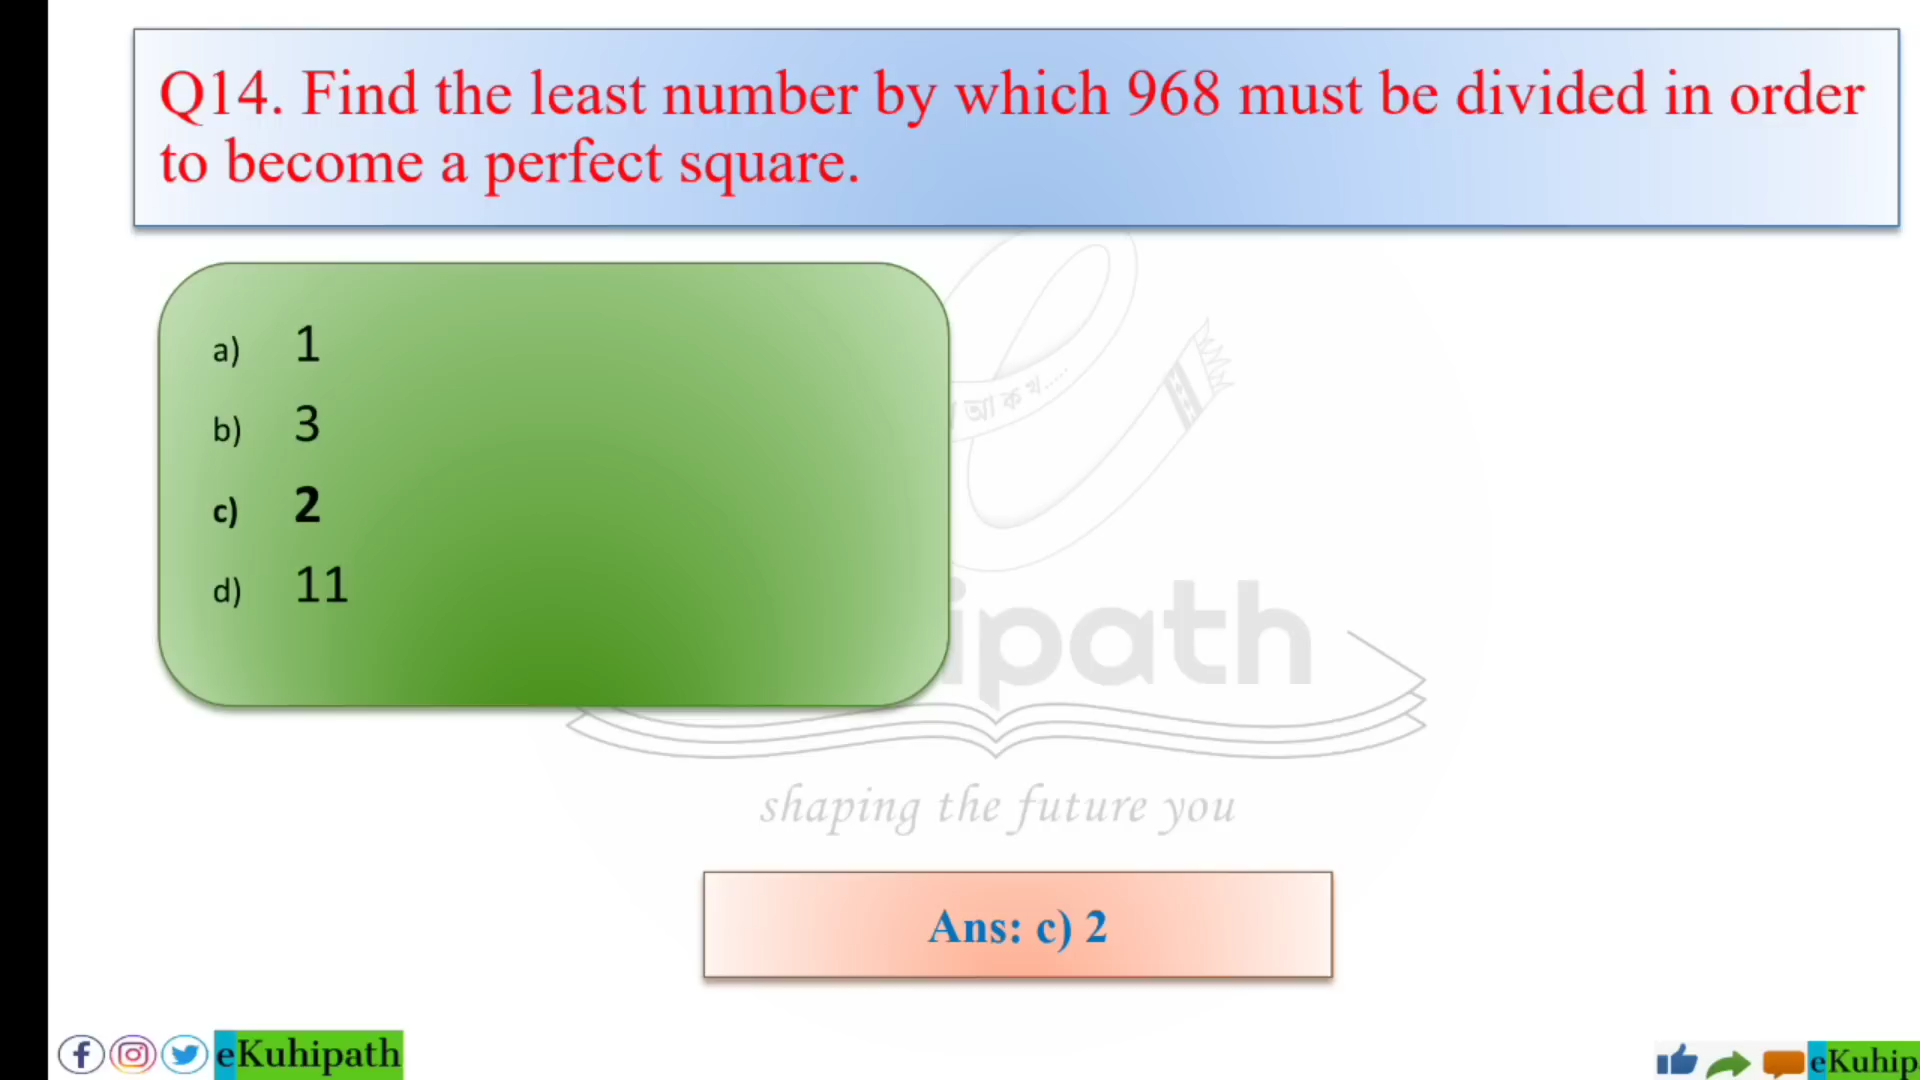 Q14. Find the least number by which 968 must be divided in order
to become a perfect square.
a) 1
b) 3
c) 2
d) 11
আ ক খ.....
ipath
shaping the future you
Ans: c) 2
eKuhipath
eKuhip